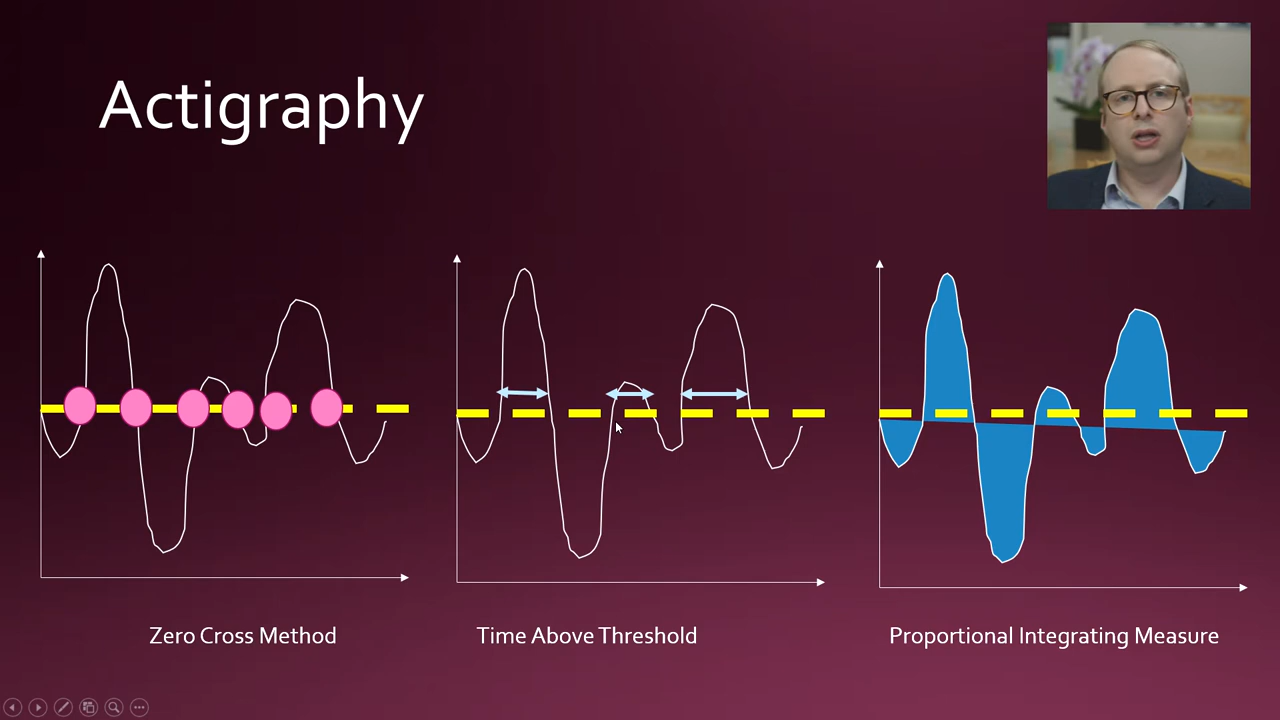 Actigraphy
Zero Cross Method
Time Above Threshold
Proportional Integrating Measure